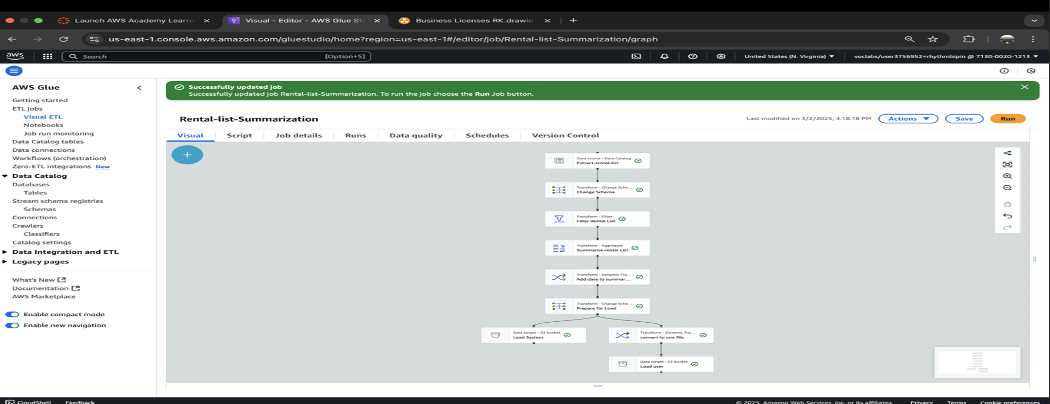 Launch AWS Academy Learn
Visual - Editor - AWS Glue St
Business Licenses RK.drawi
us-east-1.console.aws.amazon.com/gluestudio/home?region=us-east-1#/editor/job/Rental-list-Summarization/graph
aws
Search
[Option+S]
United States (N. Virginia)
AWS Glue
Getting started
ETL jobs
Visual ETL
Notebooks
Job run monitoring
Data Catalog tables
Data connections
Workflows (orchestration)
Zero-ETL integrations New
Data Catalog
Databases
Tables
Stream schema registries
Schemas
Connections
Crawlers
Classifiers
Catalog settings
Data Integration and ETL
Legacy pages
What's New
Documentation
AWS Marketplace
Enable compact mode
Enable new navigation
Successfully updated job
Successfully updated job Rental-list-Summarization. To run the job choose the Run Job button.
Rental-list-Summarization
Last modified on 3/2/2025, 4:18:18 PM
Actions
Save
Run
Visual
Script
Job details
Runs
Data quality
Schedules
Version Control
Data source - Data Catalog
Transform - Change Sche...
Change Schema
Transform - Filter
Filter Rental List
Transform - Aggregate
Summarise rental List
Transform - Dynamic Tra...
Add date to summar...
Transform - Change Sche...
Prepare for Load
Data target - S3 bucket
Load System
Transform - Dynamic Tra...
convert to one file
Data target - S3 bucket
Load user
CloudShell
Feedback
© 2025, Amazon Web Services, Inc. or its affiliates.
Privacy
Terms
Cookie preferences